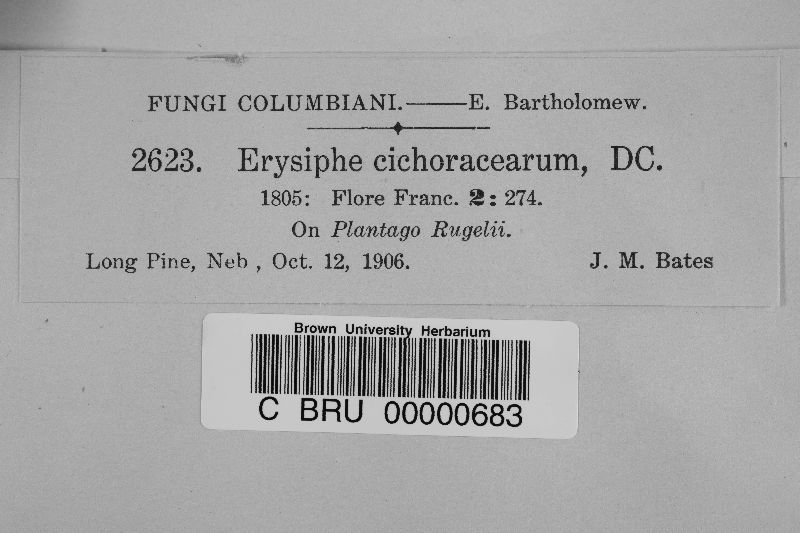 FUNGI COLUMBIANI.——E. Bartholomew.
2623. Erysiphe cichoracearum, DC.
1805: Flore Franc. 2: 274.
On Plantago Rugelii.
Long Pine, Neb , Oct. 12, 1906. J. M. Bates
Brown University Herbarium
C BRU 00000683